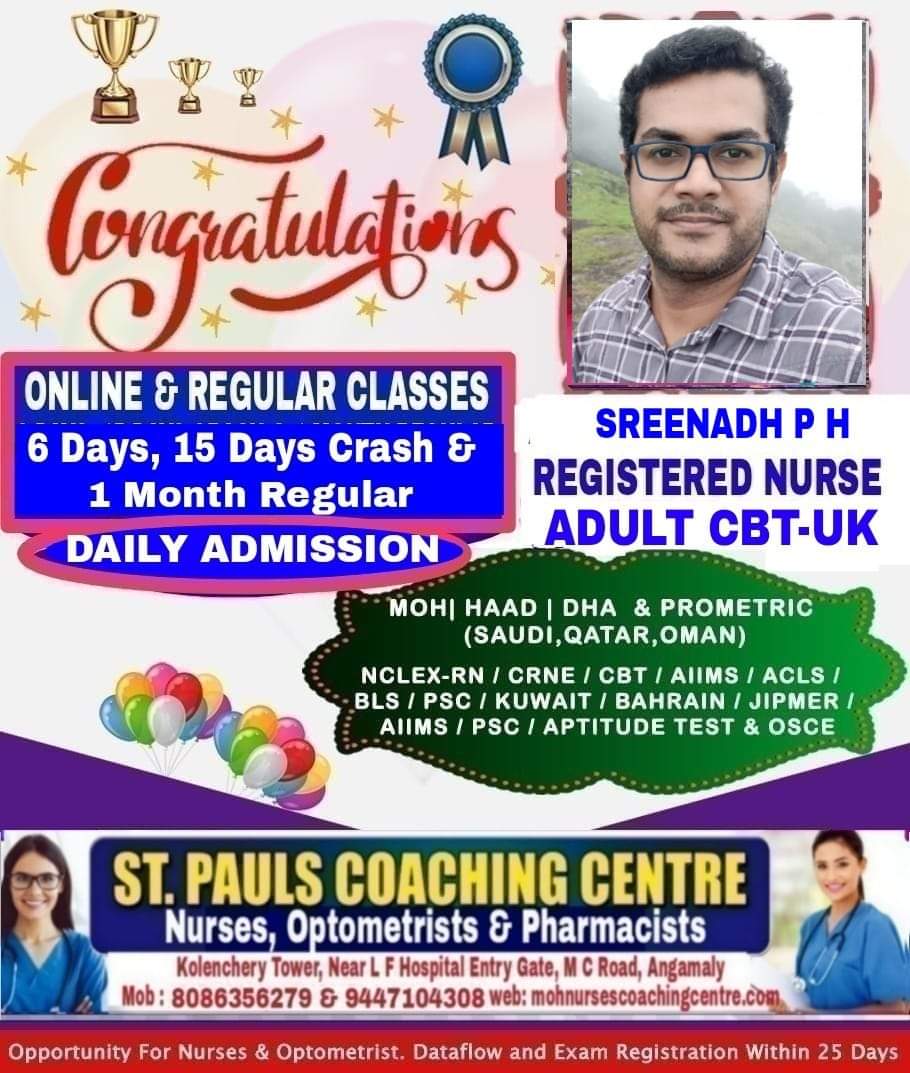 Congratulations
ONLINE & REGULAR CLASSES
6 Days, 15 Days Crash &
1 Month Regular
DAILY ADMISSION
SREENADH P H
REGISTERED NURSE
ADULT CBT-UK
MOH| HAAD | DHA & PROMETRIC
(SAUDI,QATAR,OMAN)
NCLEX-RN / CRNE / CBT / AIIMS / ACLS /
BLS / PSC / KUWAIT / BAHRAIN / JIPMER /
AIIMS / PSC / APTITUDE TEST & OSCE
ST. PAULS COACHING CENTRE
Nurses, Optometrists & Pharmacists
Kolenchery Tower, Near L F Hospital Entry Gate, M C Road, Angamaly
Mob : 8086356279 & 9447104308 web: mohnursescoachingcentre.com
Opportunity For Nurses & Optometrist. Dataflow and Exam Registration Within 25 Days